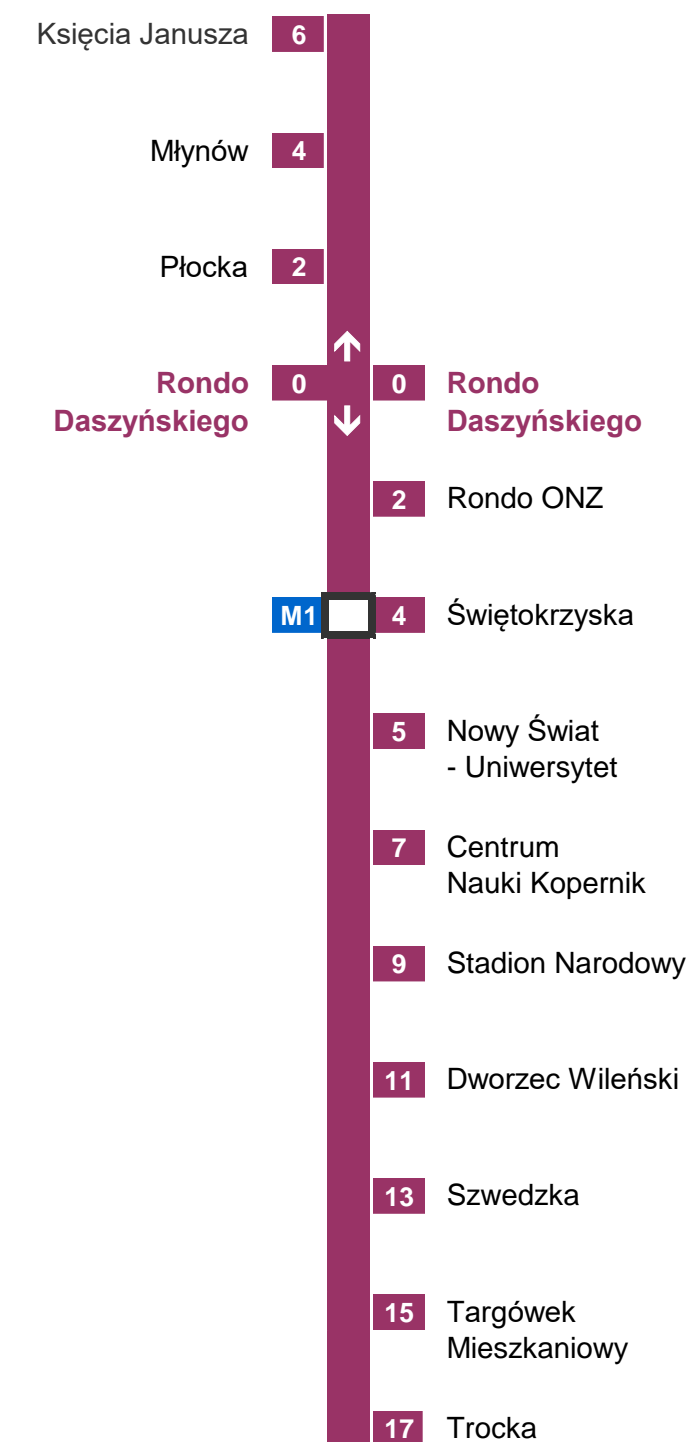 Księcia Janusza 6
Młynów 4
Płocka 2
Rondo 0 0 Rondo
Daszyńskiego Daszyńskiego
2 Rondo ONZ
M1 4 Świętokrzyska
5 Nowy Świat
- Uniwersytet
7 Centrum
Nauki Kopernik
9 Stadion Narodowy
11 Dworzec Wileński
13 Szwedzka
15 Targówek
Mieszkaniowy
17 Trocka